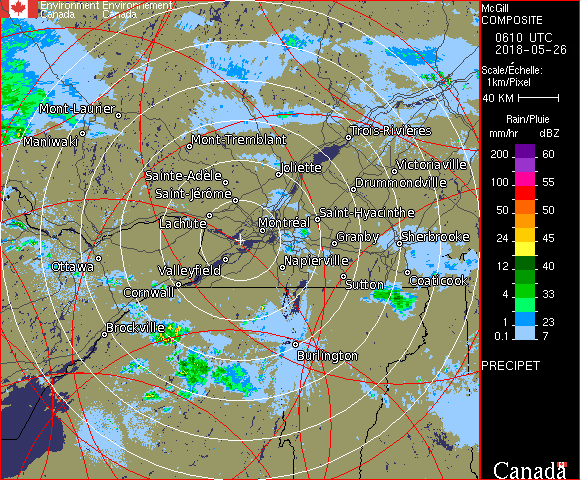 Environment Environnement
Canada Canada
Mont-Laurier
Maniwaki
Mont-Tremblant
Trois-Rivières
Sainte-Adèle
Joliette
Victoriaville
Saint-Jérôme
Drummondville
Lachute
Montréal
Saint-Hyacinthe
Granby
Sherbrooke
Ottawa
Valleyfield
Napierville
Cornwall
Sutton
Coaticook
Brockville
Burlington
McGill
COMPOSITE
0610 UTC
2018-05-26
Scale/Échelle:
1km/Pixel
40 KM
Rain/Pluie
mm/hr dBZ
200 60
100 55
50 50
24 45
12 40
4 33
1 23
0.1 7
PRECIPET
Canada